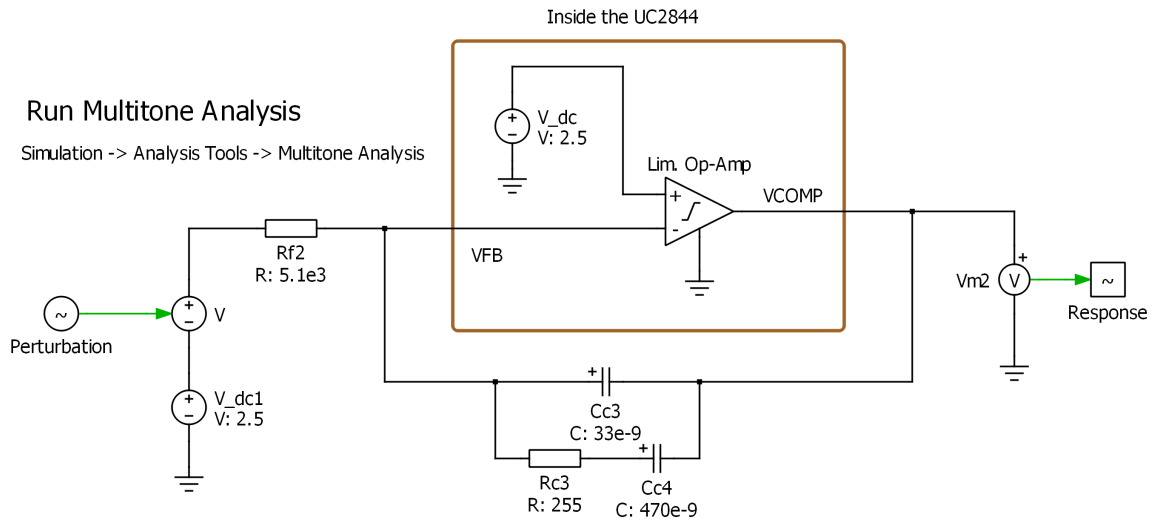 Inside the UC2844
Run Multitone Analysis
Simulation -> Analysis Tools -> Multitone Analysis
+
-
V_dc
V: 2.5
Lim. Op-Amp
+
-
VCOMP
VFB
Rf2
R: 5.1e3
~
Perturbation
+
-
V
+
-
V_dc1
V: 2.5
+
V
Vm2
~
Response
+
Cc3
C: 33e-9
Rc3
R: 255
+
Cc4
C: 470e-9